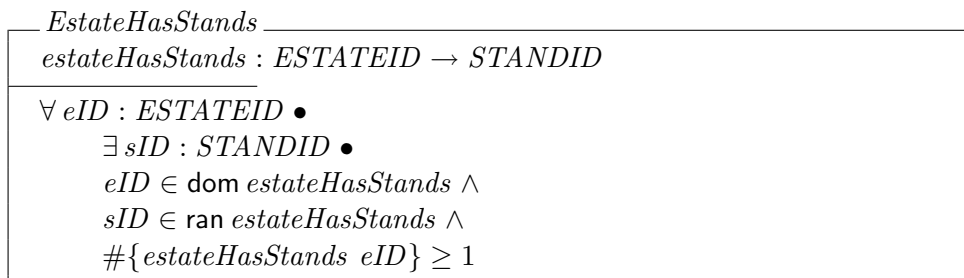 EstateHasStands
estateHasStands : ESTATEID → STANDID
∀ eID : ESTATEID •
∃ sID : STANDID •
eID ∈ dom estateHasStands ∧
sID ∈ ran estateHasStands ∧
#{estateHasStands eID} ≥ 1